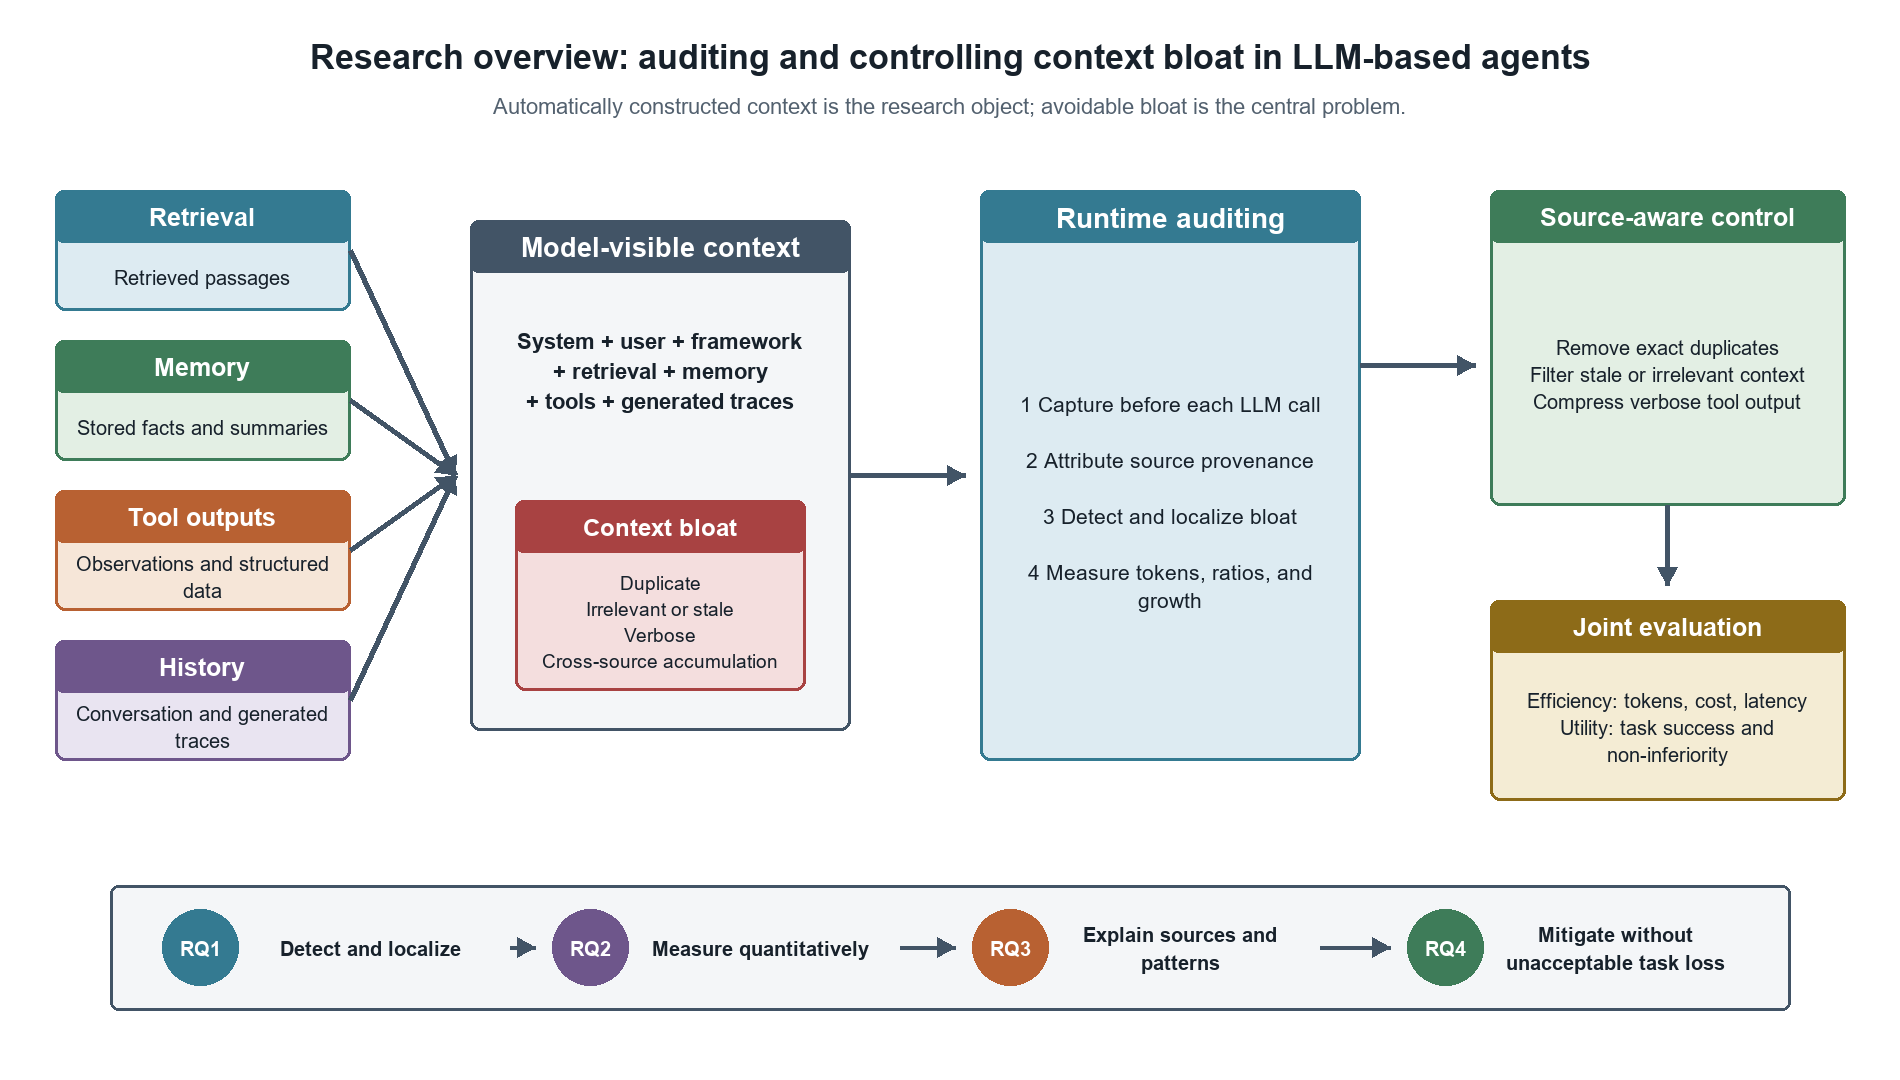 Research overview: auditing and controlling context bloat in LLM-based agents
Automatically constructed context is the research object; avoidable bloat is the central problem.
Retrieval
Retrieved passages
Memory
Stored facts and summaries
Tool outputs
Observations and structured
data
History
Conversation and generated
traces
Model-visible context
System + user + framework
+ retrieval + memory
+ tools + generated traces
Context bloat
Duplicate
Irrelevant or stale
Verbose
Cross-source accumulation
Runtime auditing
1 Capture before each LLM call
2 Attribute source provenance
3 Detect and localize bloat
4 Measure tokens, ratios, and
growth
Source-aware control
Remove exact duplicates
Filter stale or irrelevant context
Compress verbose tool output
Joint evaluation
Efficiency: tokens, cost, latency
Utility: task success and
non-inferiority
RQ1
Detect and localize
RQ2
Measure quantitatively
RQ3
Explain sources and
patterns
RQ4
Mitigate without
unacceptable task loss